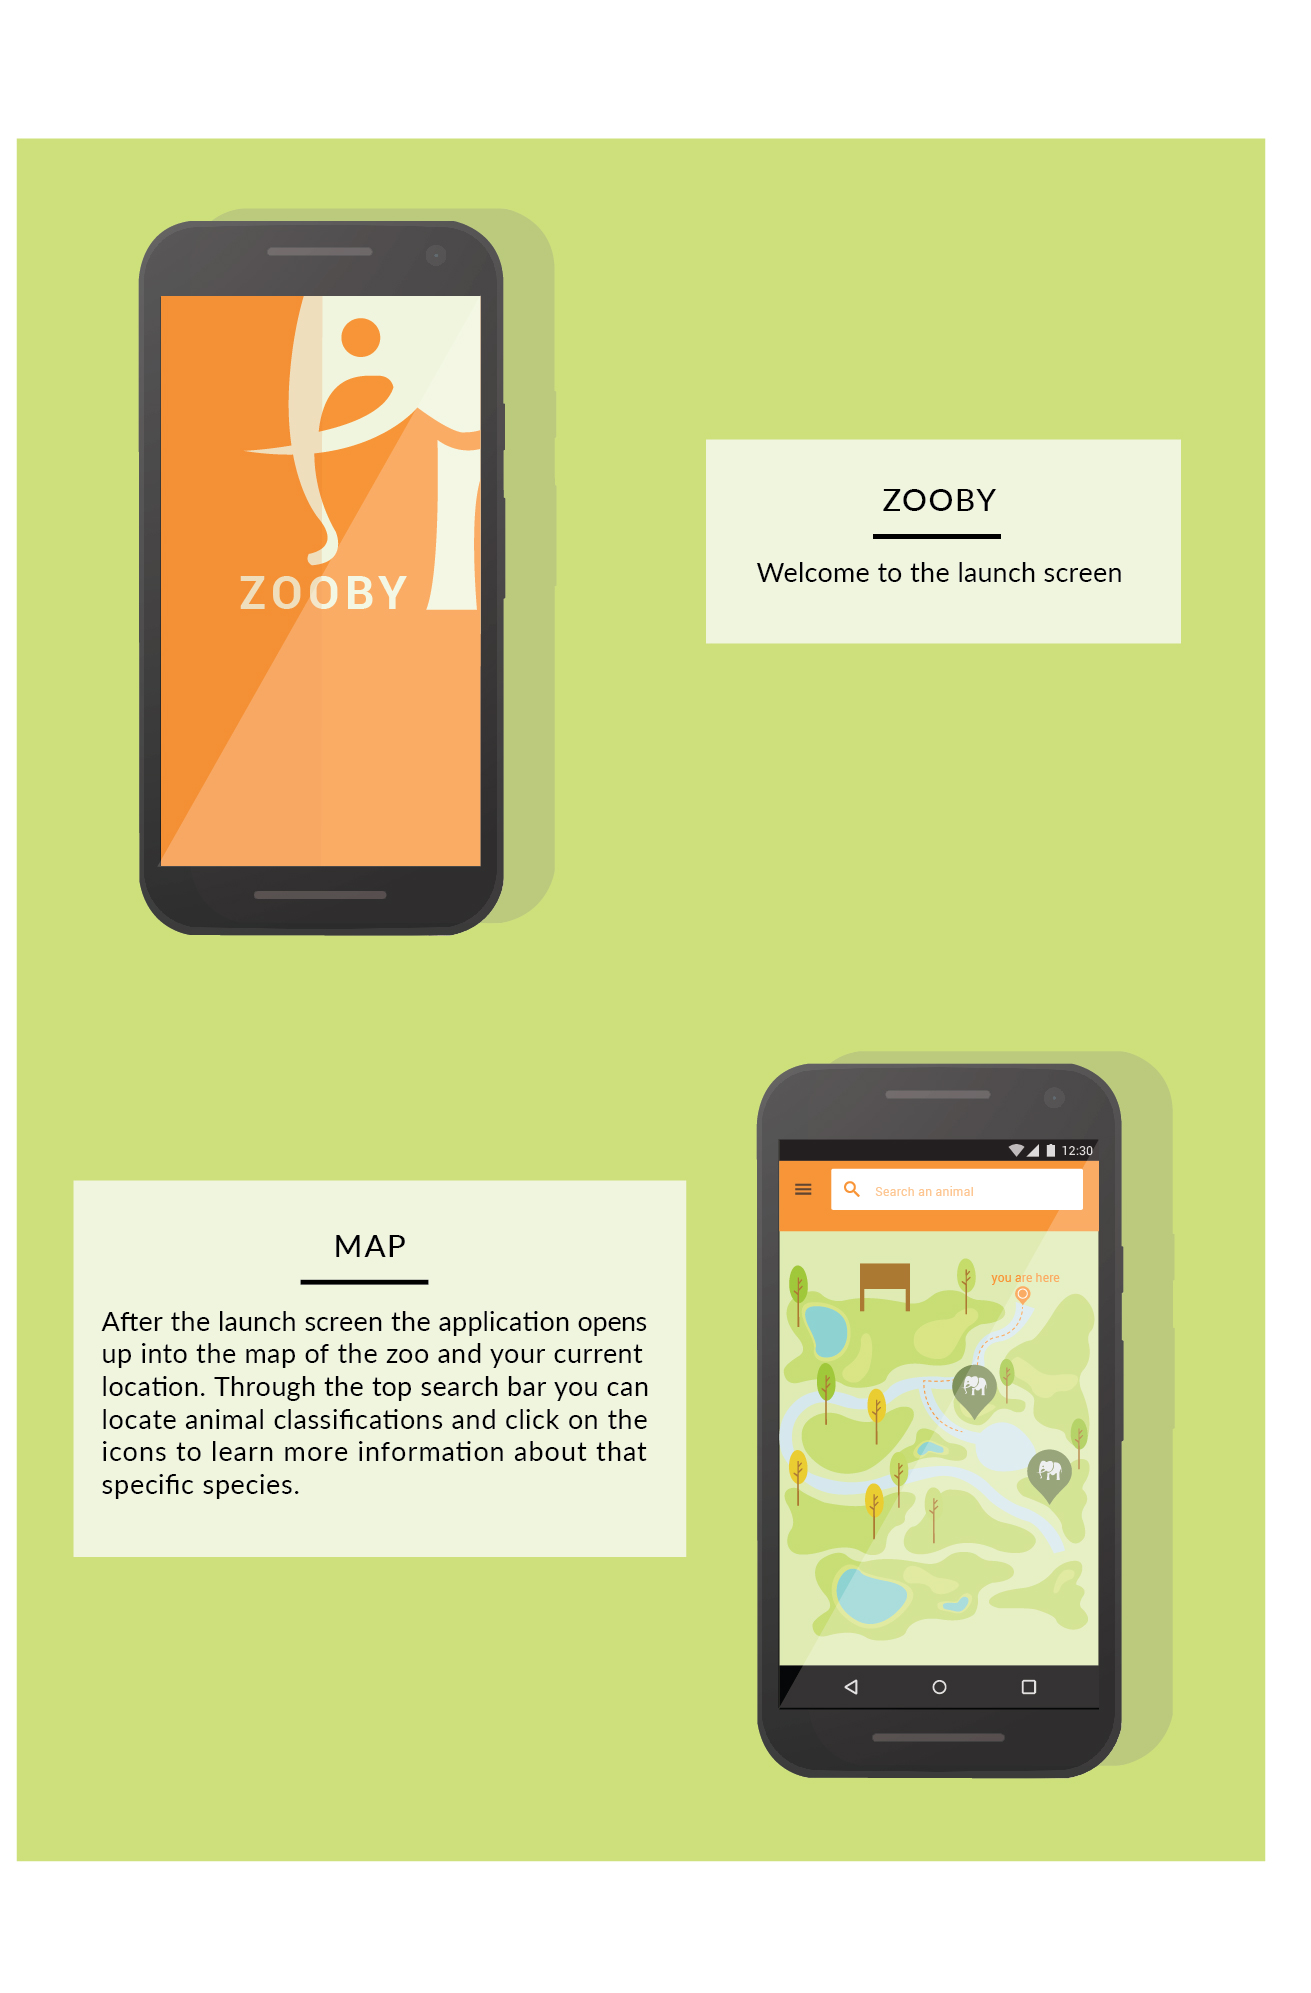 ZOOBY
ZOOBY
Welcome to the launch screen
12:30
Search an animal
you are here
MAP
After the launch screen the application opens
up into the map of the zoo and your current
location. Through the top search bar you can
locate animal classifications and click on the
icons to learn more information about that
specific species.